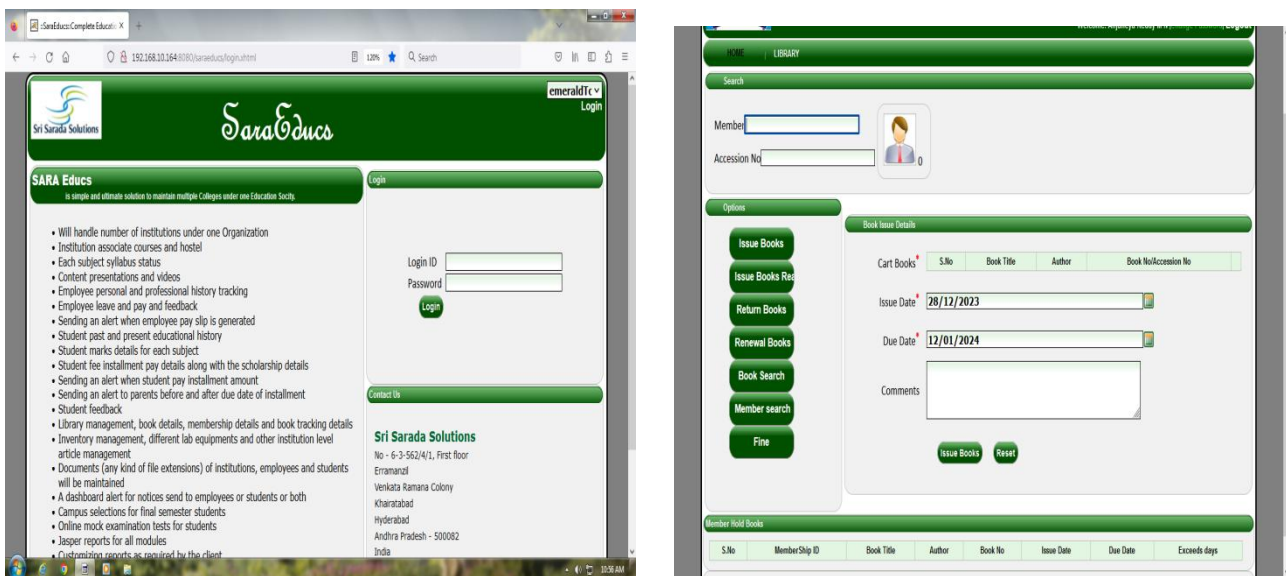 ::SaraEducs:Complete Educatio
192.168.10.164:8080/saraeducs/login.xhtml
120%
Search
Sri Sarada Solutions
SaraEducs
emeraldTc
Login
SARA Educs
is simple and ultimate solution to maintain multiple Colleges under one Education Socity.
• Will handle number of institutions under one Organization
• Institution associate courses and hostel
• Each subject syllabus status
• Content presentations and videos
• Employee personal and professional history tracking
• Employee leave and pay and feedback
• Sending an alert when employee pay slip is generated
• Student past and present educational history
• Student marks details for each subject
• Student fee installment pay details along with the scholarship details
• Sending an alert when student pay installment amount
• Sending an alert to parents before and after due date of installment
• Student feedback
• Library management, book details, membership details and book tracking details
• Inventory management, different lab equipments and other institution level
article management
• Documents (any kind of file extensions) of institutions, employees and students
will be maintained
• A dashboard alert for notices send to employees or students or both
• Campus selections for final semester students
• Online mock examination tests for students
• Jasper reports for all modules
• Customizing reports as required by the client
Login
Login ID
Password
Login
Contact Us
Sri Sarada Solutions
No - 6-3-562/4/1, First floor
Erramanzil
Venkata Ramana Colony
Khairatabad
Hyderabad
Andhra Pradesh - 500082
India
10:56 AM
HOME | LIBRARY
Search
Member
Accession No
0
Options
Issue Books
Issue Books Rea
Return Books
Renewal Books
Book Search
Member search
Fine
Book Issue Details
Cart Books* S.No Book Title Author Book No/Accession No
Issue Date* 28/12/2023
Due Date* 12/01/2024
Comments
Issue Books Reset
Member Hold Books
S.No MemberShip ID Book Title Author Book No Issue Date Due Date Exceeds days